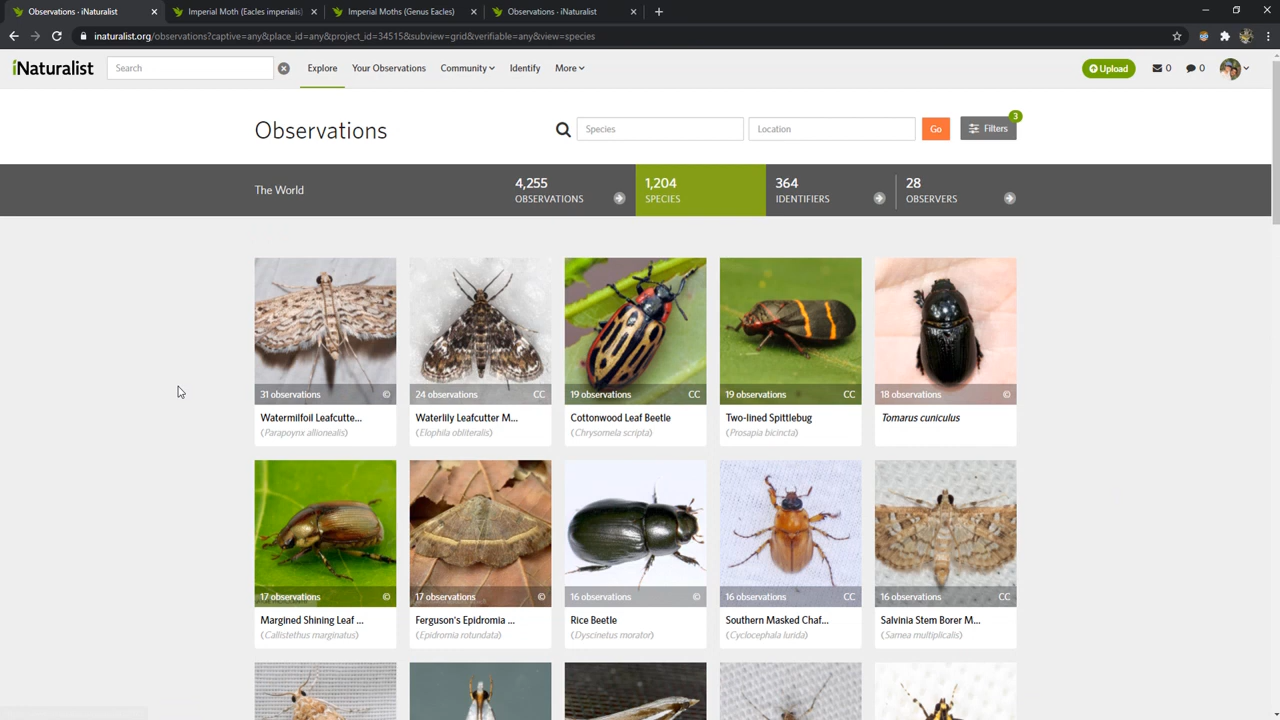 Observations · iNaturalist
Imperial Moth (Eacles imperialis)
Imperial Moths (Genus Eacles)
Observations · iNaturalist
inaturalist.org/observations?captive=any&place_id=any&project_id=34515&subview=grid&verifiable=any&view=species
iNaturalist
Search
Explore
Your Observations
Community
Identify
More
Upload
0
0
Observations
Species
Location
Go
Filters
3
The World
4,255
OBSERVATIONS
1,204
SPECIES
364
IDENTIFIERS
28
OBSERVERS
31 observations ©
24 observations CC
19 observations CC
19 observations CC
18 observations ©
Watermilfoil Leafcutte...
(Parapoynx allionealis)
Waterlily Leafcutter M...
(Elophila obliteralis)
Cottonwood Leaf Beetle
(Chrysomela scripta)
Two-lined Spittlebug
(Prosapia bicincta)
Tomarus cuniculus
17 observations ©
17 observations ©
16 observations ©
16 observations CC
16 observations CC
Margined Shining Leaf ...
(Callistethus marginatus)
Ferguson's Epidromia ...
(Epidromia rotundata)
Rice Beetle
(Dyscinetus morator)
Southern Masked Chaf...
(Cyclocephala lurida)
Salvinia Stem Borer M...
(Samea multiplicalis)